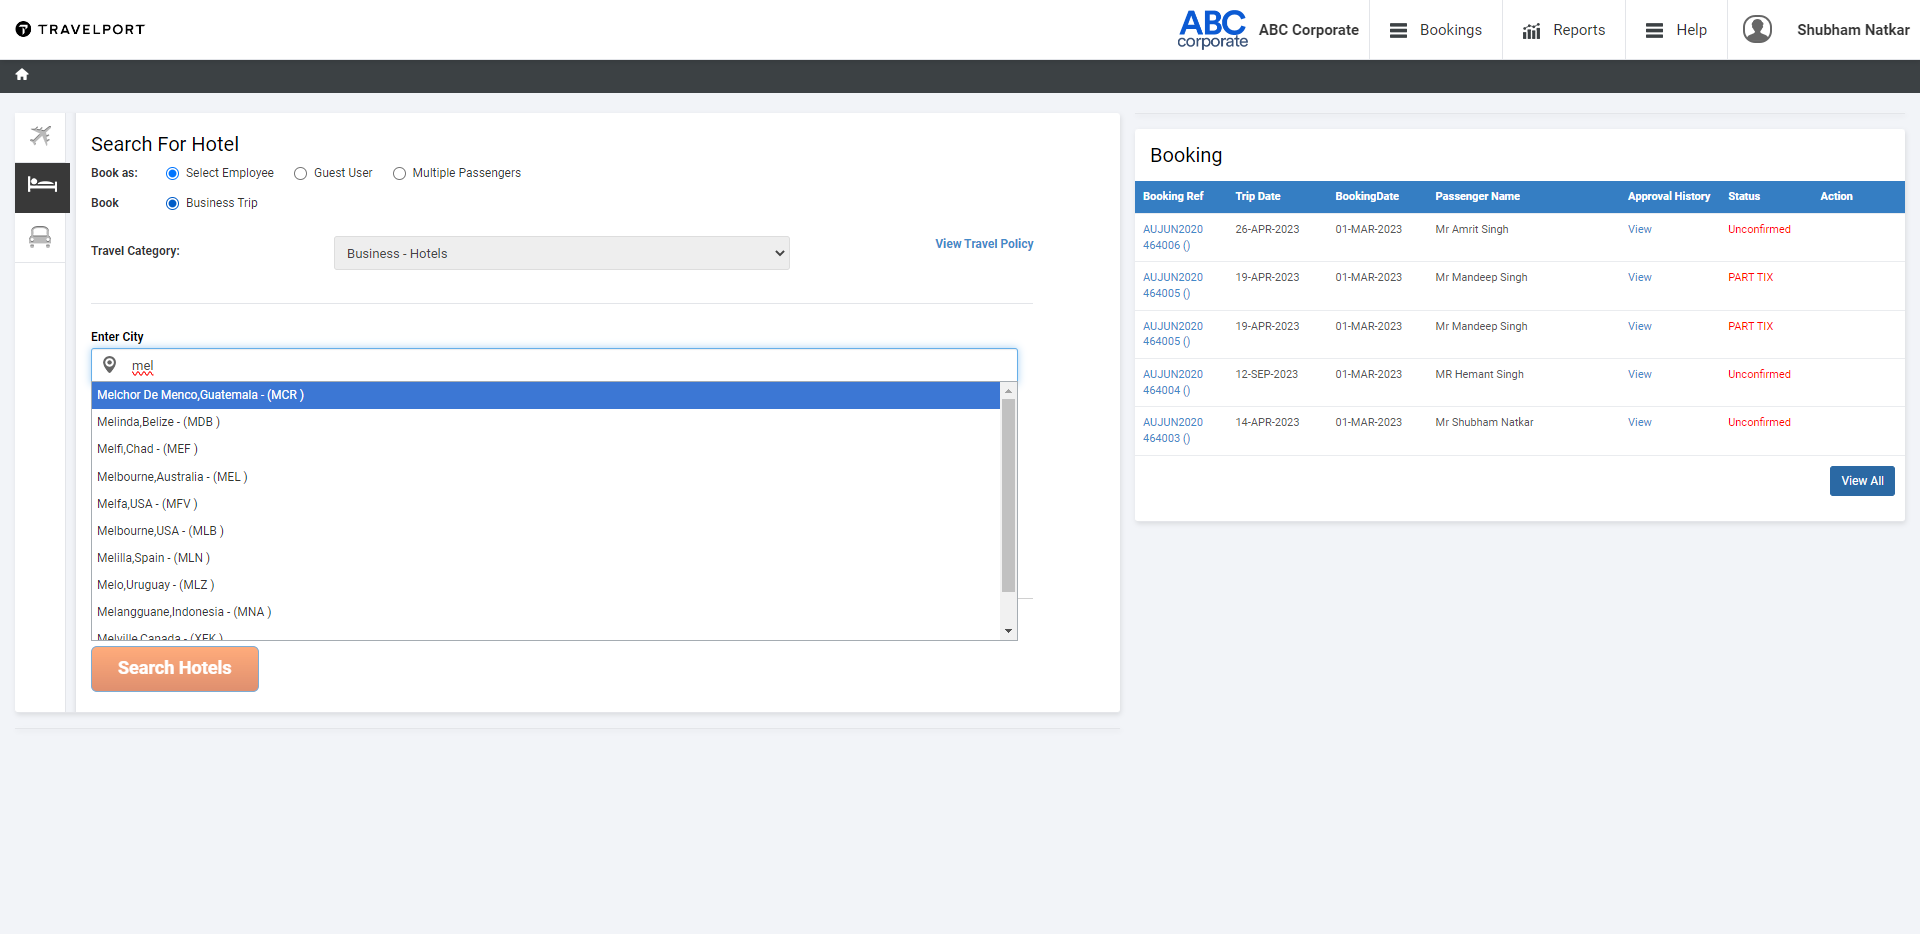 TRAVELPORT
ABC
corporate
ABC Corporate
Bookings
Reports
Help
Shubham Natkar
Search For Hotel
Book as:
Select Employee
Guest User
Multiple Passengers
Book
Business Trip
Travel Category:
Business - Hotels
View Travel Policy
Enter City
mel
Melchor De Menco,Guatemala - (MCR )
Melinda,Belize - (MDB )
Melfi,Chad - (MEF )
Melbourne,Australia - (MEL )
Melfa,USA - (MFV )
Melbourne,USA - (MLB )
Melilla,Spain - (MLN )
Melo,Uruguay - (MLZ )
Melangguane,Indonesia - (MNA )
Melville,Canada - (XEK )
Search Hotels
Booking
Booking Ref Trip Date BookingDate Passenger Name Approval History Status Action
AUJUN2020 26-APR-2023 01-MAR-2023 Mr Amrit Singh View Unconfirmed
464006 ()
AUJUN2020 19-APR-2023 01-MAR-2023 Mr Mandeep Singh View PART TIX
464005 ()
AUJUN2020 19-APR-2023 01-MAR-2023 Mr Mandeep Singh View PART TIX
464005 ()
AUJUN2020 12-SEP-2023 01-MAR-2023 MR Hemant Singh View Unconfirmed
464004 ()
AUJUN2020 14-APR-2023 01-MAR-2023 Mr Shubham Natkar View Unconfirmed
464003 ()
View All